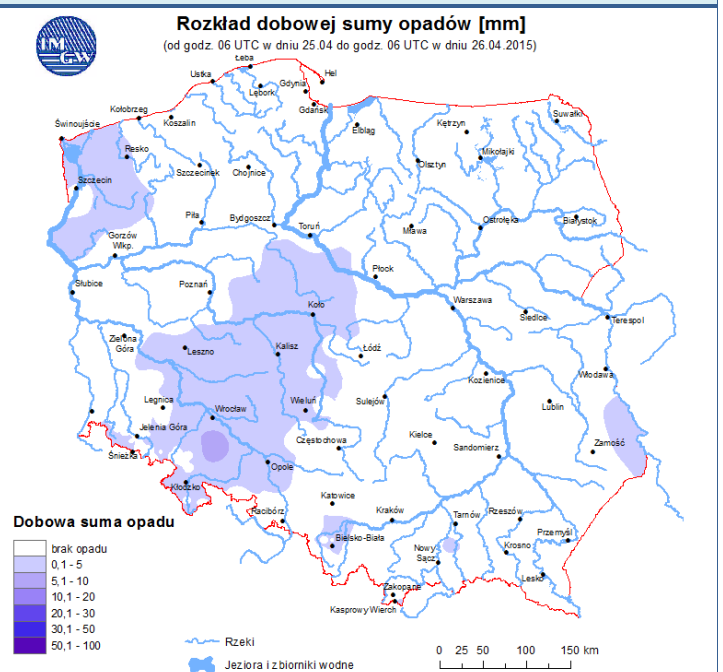 Rozkład dobowej sumy opadów [mm]
(od godz. 06 UTC w dniu 25.04 do godz. 06 UTC w dniu 26.04.2015)
IM
GW
Łeba
Hel
Ustka
Gdynia
Lębork
Gdańsk
Kołobrzeg
Koszalin
Świnoujście
Elbląg
Kętrzyn
Suwałki
Resko
Mikołajki
Olsztyn
Szczecinek
Chojnice
Szczecin
Piła
Bydgoszcz
Toruń
Mława
Ostrołęka
Białystok
Gorzów
Wlkp.
Płock
Słubice
Poznań
Koło
Warszawa
Siedlce
Terespol
Zielona
Góra
Leszno
Kalisz
Łódź
Kozienice
Włodawa
Legnica
Wrocław
Wieluń
Sulejów
Lublin
Jelenia Góra
Kielce
Sandomierz
Zamość
Śnieżka
Częstochowa
Opole
Kłodzko
Katowice
Racibórz
Kraków
Tarnów
Rzeszów
Bielsko-Biała
Nowy
Sącz
Krosno
Przemyśl
Lesko
Zakopane
Kasprowy Wierch
Dobowa suma opadu
brak opadu
0,1 - 5
5,1 - 10
10,1 - 20
20,1 - 30
30,1 - 50
50,1 - 100
Rzeki
Jeziora i zbiorniki wodne
0 25 50 100 150 km